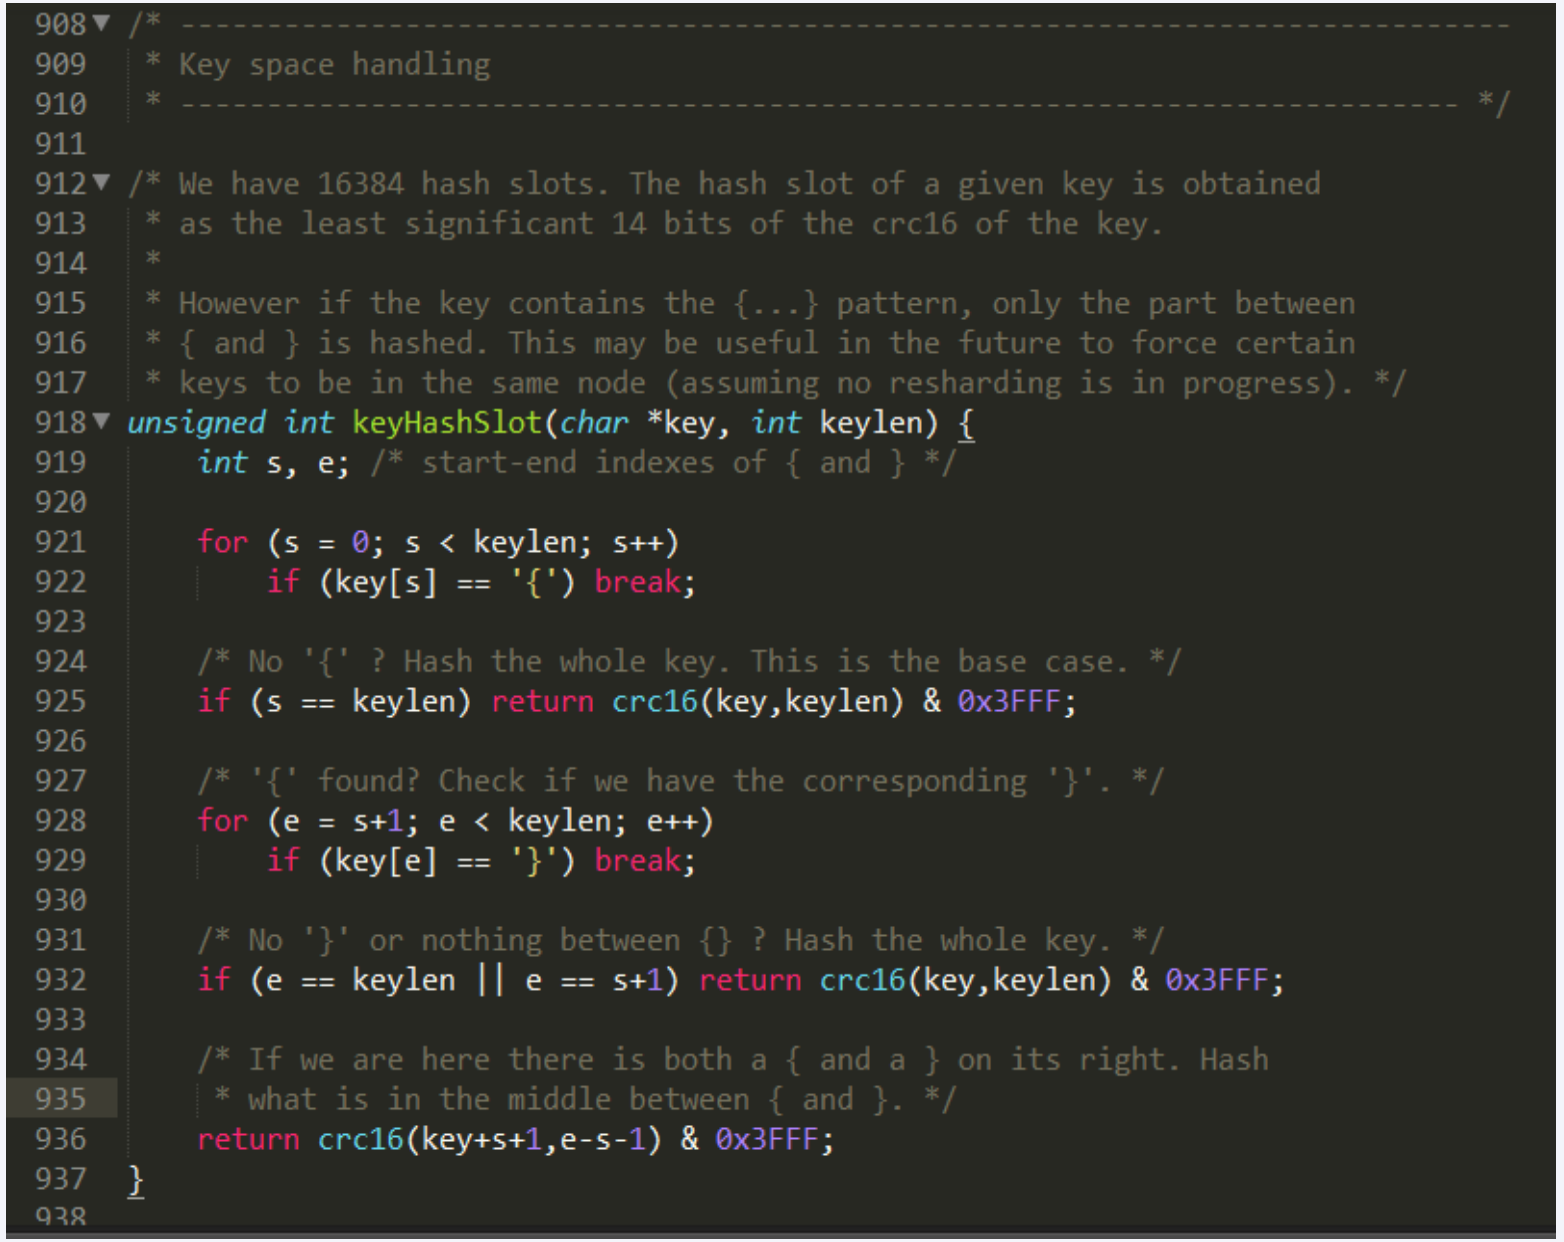 908 /* -----------------------------------------------------------------------------
909  * Key space handling
910  * -------------------------------------------------------------------------- */
911
912 /* We have 16384 hash slots. The hash slot of a given key is obtained
913  * as the least significant 14 bits of the crc16 of the key.
914  *
915  * However if the key contains the {...} pattern, only the part between
916  * { and } is hashed. This may be useful in the future to force certain
917  * keys to be in the same node (assuming no resharding is in progress). */
918 unsigned int keyHashSlot(char *key, int keylen) {
919     int s, e; /* start-end indexes of { and } */
920
921     for (s = 0; s < keylen; s++)
922         if (key[s] == '{') break;
923
924     /* No '{' ? Hash the whole key. This is the base case. */
925     if (s == keylen) return crc16(key,keylen) & 0x3FFF;
926
927     /* '{' found? Check if we have the corresponding '}'. */
928     for (e = s+1; e < keylen; e++)
929         if (key[e] == '}') break;
930
931     /* No '}' or nothing between {} ? Hash the whole key. */
932     if (e == keylen || e == s+1) return crc16(key,keylen) & 0x3FFF;
933
934     /* If we are here there is both a { and a } on its right. Hash
935      * what is in the middle between { and }. */
936     return crc16(key+s+1,e-s-1) & 0x3FFF;
937 }
938